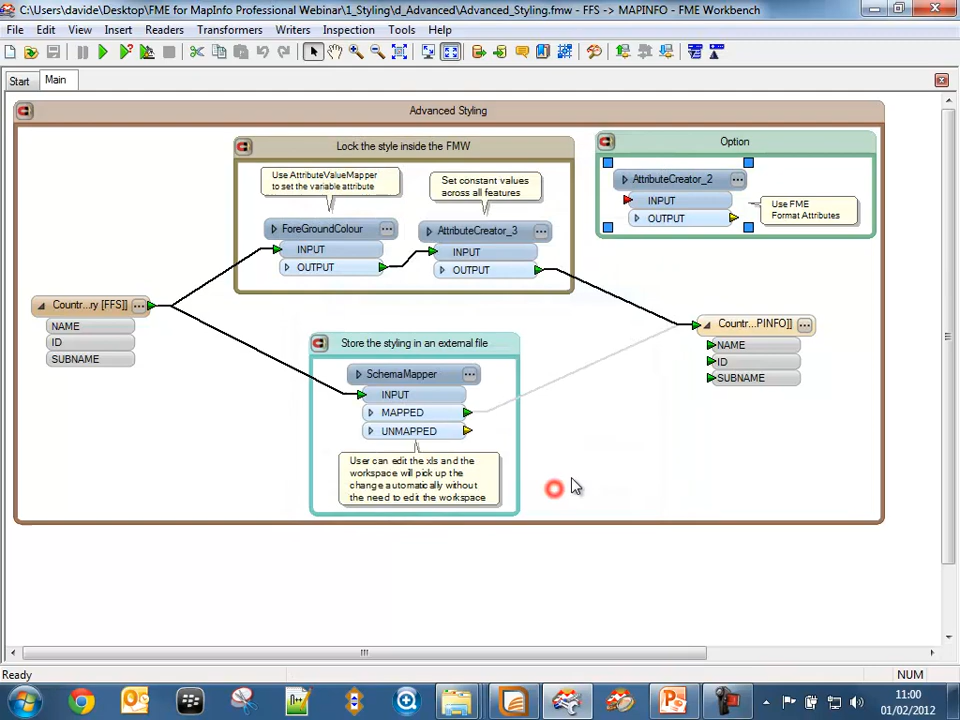 C:\Users\davide\Desktop\FME for MapInfo Professional Webinar\1_Styling\d_Advanced\Advanced_Styling.fmw - FFS -> MAPINFO - FME Workbench
File Edit View Insert Readers Transformers Writers Inspection Tools Help
Start Main
Advanced Styling
Lock the style inside the FMW
Option
Use AttributeValueMapper
to set the variable attribute
Set constant values
across all features
AttributeCreator_2
INPUT
OUTPUT
Use FME
Format Attributes
ForeGroundColour
INPUT
OUTPUT
AttributeCreator_3
INPUT
OUTPUT
Countr...ry [FFS]]
NAME
ID
SUBNAME
Countr...PINFO]]
NAME
ID
SUBNAME
Store the styling in an external file
SchemaMapper
INPUT
MAPPED
UNMAPPED
User can edit the xls and the
workspace will pick up the
change automatically without
the need to edit the workspace
Ready
NUM
11:00
01/02/2012